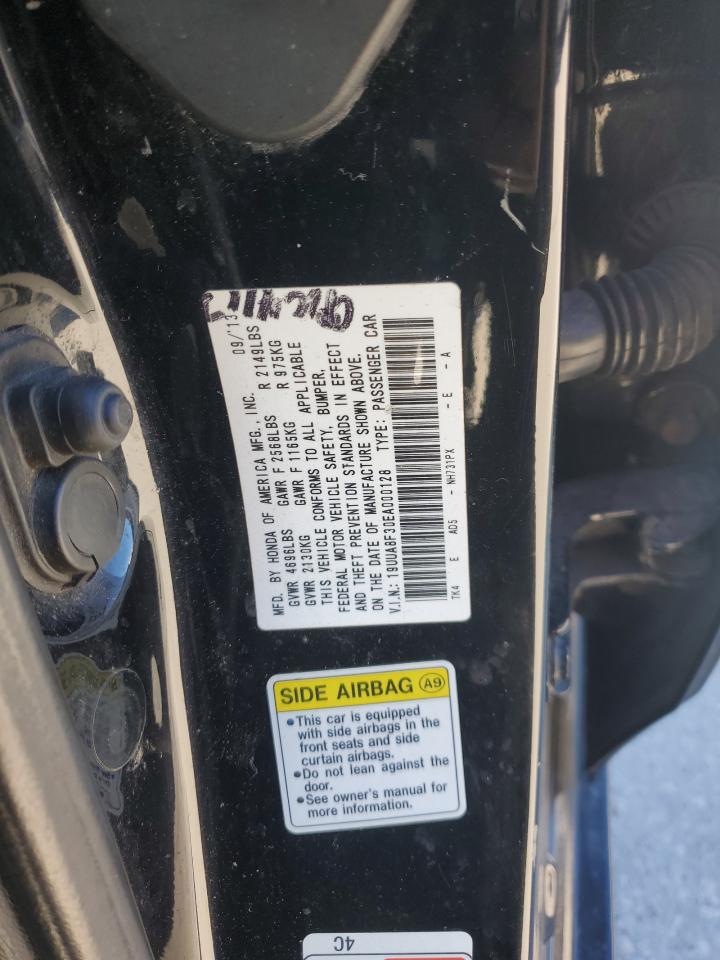 MFD. BY HONDA OF AMERICA MFG., INC. 09/'13
GVWR 4696LBS GAWR F 2568LBS R 2149LBS
GVWR 2130KG GAWR F 1165KG R 975KG
THIS VEHICLE CONFORMS TO ALL APPLICABLE
FEDERAL MOTOR VEHICLE SAFETY, BUMPER,
AND THEFT PREVENTION STANDARDS IN EFFECT
ON THE DATE OF MANUFACTURE SHOWN ABOVE.
V.I.N.: 19UUA8F30EA000128 TYPE: PASSENGER CAR
TK4 E AD5 - NH731PX - E - A
SIDE AIRBAG A9
•This car is equipped
with side airbags in the
front seats and side
curtain airbags.
•Do not lean against the
door.
•See owner's manual for
more information.
4C